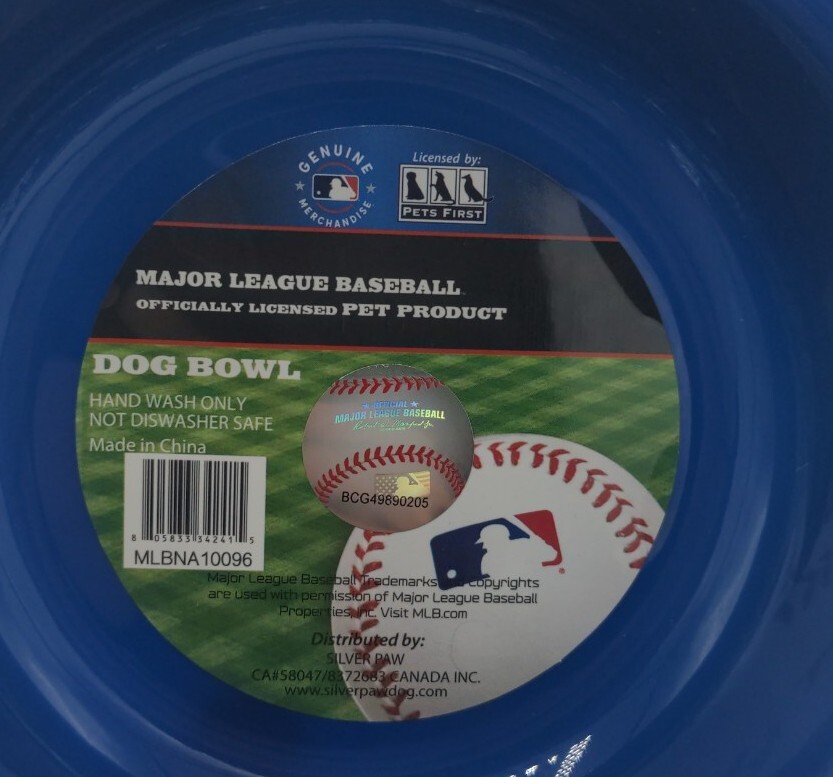 GENUINE
MERCHANDISE
Licensed by:
PETS FIRST
MAJOR LEAGUE BASEBALL
OFFICIALLY LICENSED PET PRODUCT
DOG BOWL
HAND WASH ONLY
NOT DISWASHER SAFE
Made in China
OFFICIAL
MAJOR LEAGUE BASEBALL
BCG49890205
8 05833 34241 5
MLBNA10096
Major League Baseball Trademarks copyrights
are used with permission of Major League Baseball
Properties, Inc. Visit MLB.com
Distributed by:
SILVER PAW
CA#58047/8372683 CANADA INC.
www.silverpawdog.com